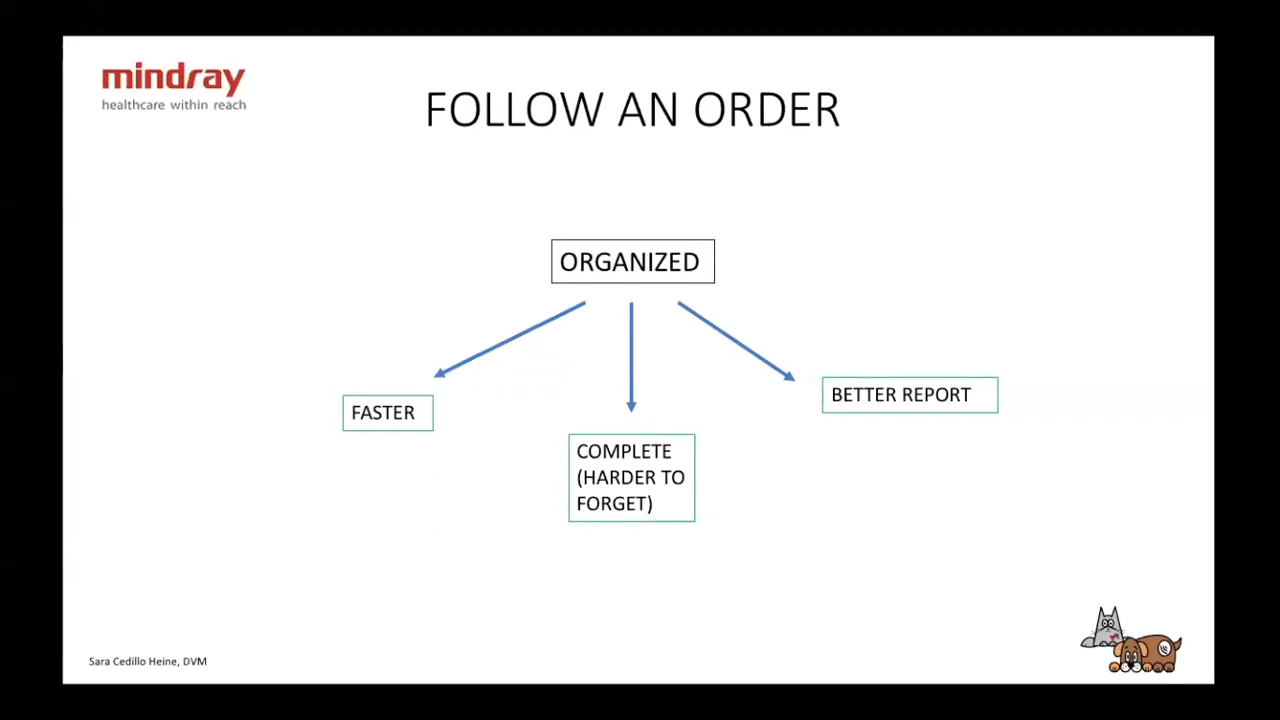 mindray
healthcare within reach
FOLLOW AN ORDER
ORGANIZED
FASTER
COMPLETE
(HARDER TO
FORGET)
BETTER REPORT
Sara Cedillo Heine, DVM